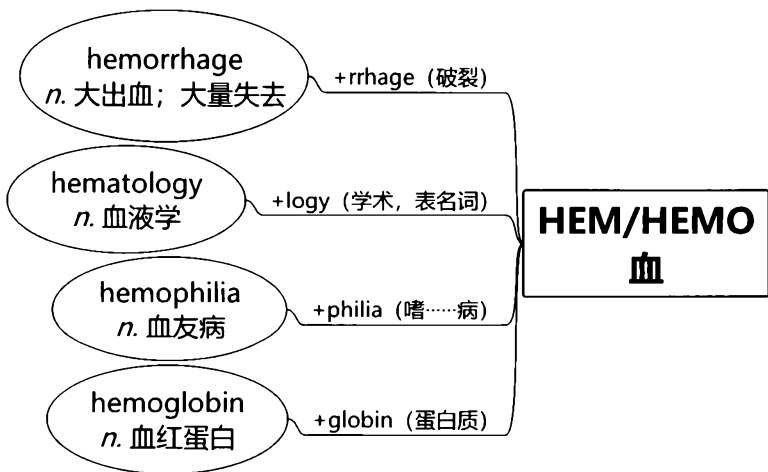 hemorrhage
n. 大出血；大量失去
+rrhage（破裂）
hematology
n. 血液学
+logy（学术，表名词）
hemophilia
n. 血友病
+philia（嗜……病）
hemoglobin
n. 血红蛋白
+globin（蛋白质）
HEM/HEMO
血